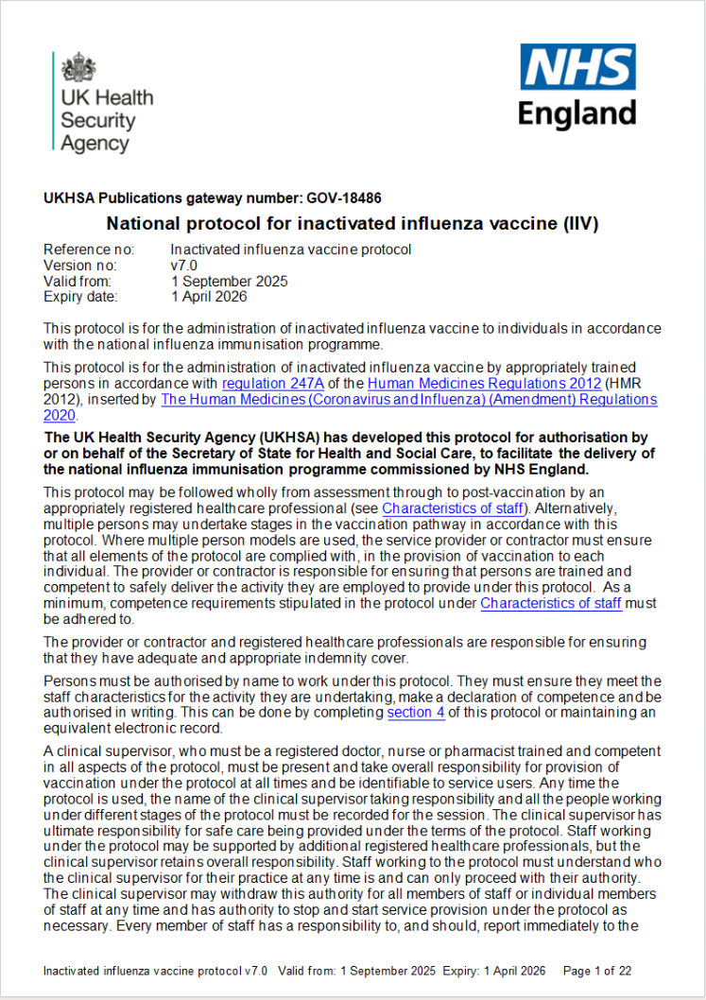 UK Health
Security
Agency
NHS
England
UKHSA Publications gateway number: GOV-18486
National protocol for inactivated influenza vaccine (IIV)
Reference no: Inactivated influenza vaccine protocol
Version no: v7.0
Valid from: 1 September 2025
Expiry date: 1 April 2026
This protocol is for the administration of inactivated influenza vaccine to individuals in accordance
with the national influenza immunisation programme.
This protocol is for the administration of inactivated influenza vaccine by appropriately trained
persons in accordance with regulation 247A of the Human Medicines Regulations 2012 (HMR
2012), inserted by The Human Medicines (Coronavirus and Influenza) (Amendment) Regulations
2020.
The UK Health Security Agency (UKHSA) has developed this protocol for authorisation by
or on behalf of the Secretary of State for Health and Social Care, to facilitate the delivery of
the national influenza immunisation programme commissioned by NHS England.
This protocol may be followed wholly from assessment through to post-vaccination by an
appropriately registered healthcare professional (see Characteristics of staff). Alternatively,
multiple persons may undertake stages in the vaccination pathway in accordance with this
protocol. Where multiple person models are used, the service provider or contractor must ensure
that all elements of the protocol are complied with, in the provision of vaccination to each
individual. The provider or contractor is responsible for ensuring that persons are trained and
competent to safely deliver the activity they are employed to provide under this protocol. As a
minimum, competence requirements stipulated in the protocol under Characteristics of staff must
be adhered to.
The provider or contractor and registered healthcare professionals are responsible for ensuring
that they have adequate and appropriate indemnity cover.
Persons must be authorised by name to work under this protocol. They must ensure they meet the
staff characteristics for the activity they are undertaking, make a declaration of competence and be
authorised in writing. This can be done by completing section 4 of this protocol or maintaining an
equivalent electronic record.
A clinical supervisor, who must be a registered doctor, nurse or pharmacist trained and competent
in all aspects of the protocol, must be present and take overall responsibility for provision of
vaccination under the protocol at all times and be identifiable to service users. Any time the
protocol is used, the name of the clinical supervisor taking responsibility and all the people working
under different stages of the protocol must be recorded for the session. The clinical supervisor has
ultimate responsibility for safe care being provided under the terms of the protocol. Staff working
under the protocol may be supported by additional registered healthcare professionals, but the
clinical supervisor retains overall responsibility. Staff working to the protocol must understand who
the clinical supervisor for their practice at any time is and can only proceed with their authority.
The clinical supervisor may withdraw this authority for all members of staff or individual members
of staff at any time and has authority to stop and start service provision under the protocol as
necessary. Every member of staff has a responsibility to, and should, report immediately to the
Inactivated influenza vaccine protocol v7.0 Valid from: 1 September 2025 Expiry: 1 April 2026 Page 1 of 22